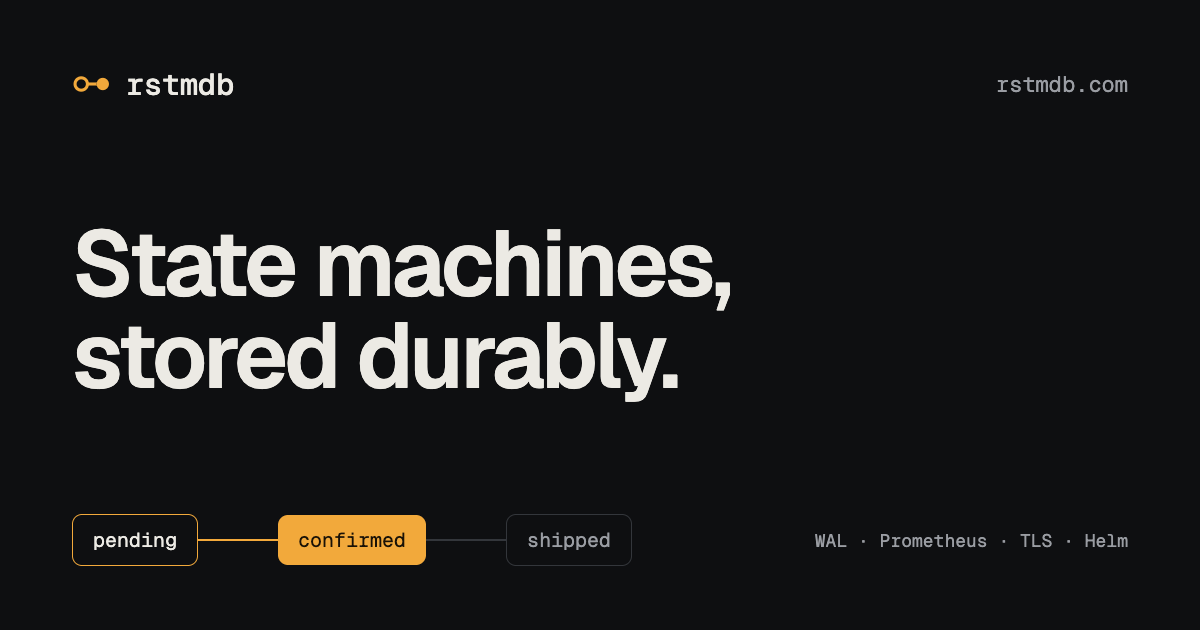 rstmdb
rstmdb.com
State machines,
stored durably.
pending
confirmed
shipped
WAL · Prometheus · TLS · Helm